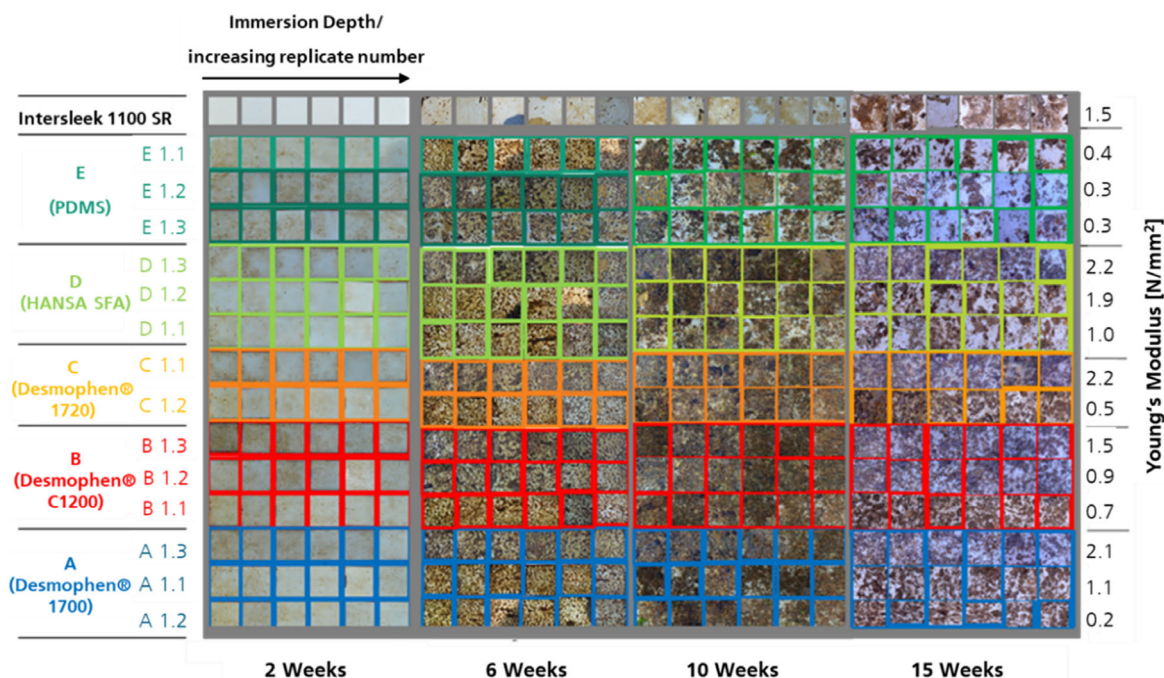 Immersion Depth/
increasing replicate number
Intersleek 1100 SR
1.5
E
(PDMS)
E 1.1
0.4
E 1.2
0.3
E 1.3
0.3
D
(HANSA SFA)
D 1.3
2.2
D 1.2
1.9
D 1.1
1.0
C
(Desmophen®
1720)
C 1.1
2.2
C 1.2
0.5
B
(Desmophen®
C1200)
B 1.3
1.5
B 1.2
0.9
B 1.1
0.7
A
(Desmophen®
1700)
A 1.3
2.1
A 1.1
1.1
A 1.2
0.2
Young's Modulus [N/mm²]
2 Weeks
6 Weeks
10 Weeks
15 Weeks